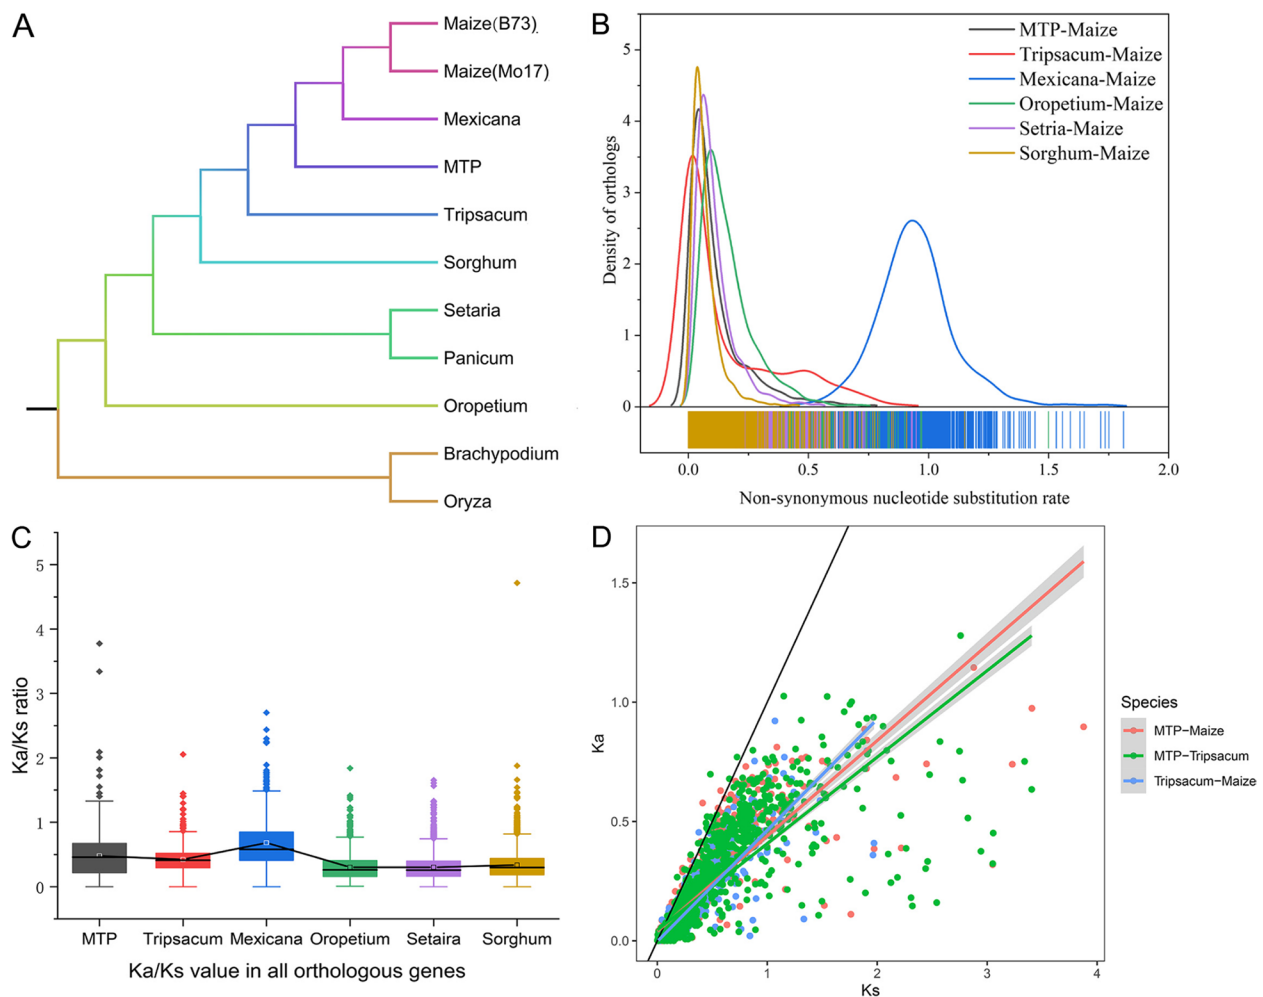 A
Maize(B73)
Maize(Mo17)
Mexicana
MTP
Tripsacum
Sorghum
Setaria
Panicum
Oropetium
Brachypodium
Oryza
B
MTP-Maize
Tripsacum-Maize
Mexicana-Maize
Oropetium-Maize
Setria-Maize
Sorghum-Maize
Density of orthologs
5
4
3
2
1
0
0.0 0.5 1.0 1.5 2.0
Non-synonymous nucleotide substitution rate
C
Ka/Ks ratio
5
4
3
2
1
0
MTP Tripsacum Mexicana Oropetium Setaira Sorghum
Ka/Ks value in all orthologous genes
D
Ka
1.5
1.0
0.5
0.0
0 1 2 3 4
Ks
Species
MTP-Maize
MTP-Tripsacum
Tripsacum-Maize